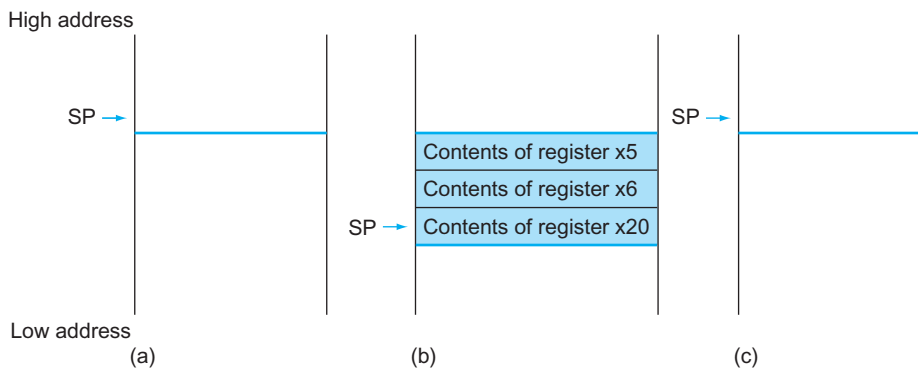 High address
SP
SP
Contents of register x5
Contents of register x6
SP
Contents of register x20
Low address
(a)
(b)
(c)